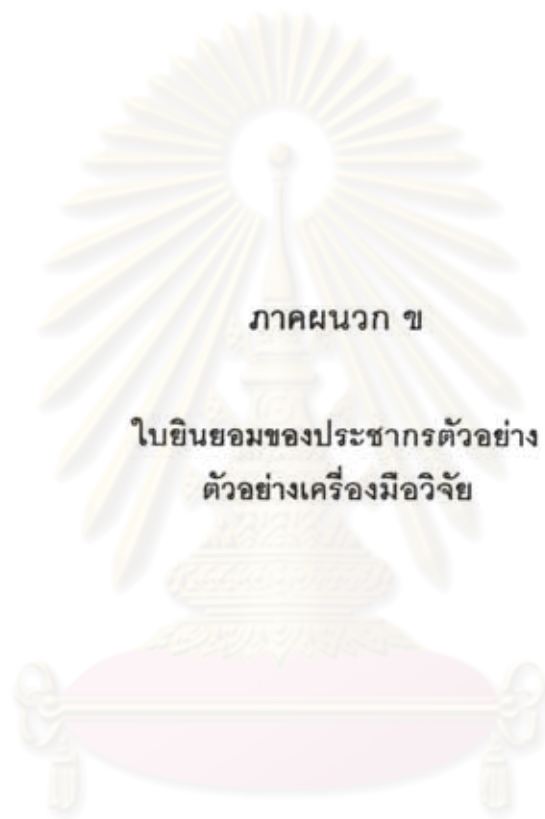 ภาคผนวก ข
ใบยินยอมของประชากรตัวอย่าง
ตัวอย่างเครื่องมือวิจัย